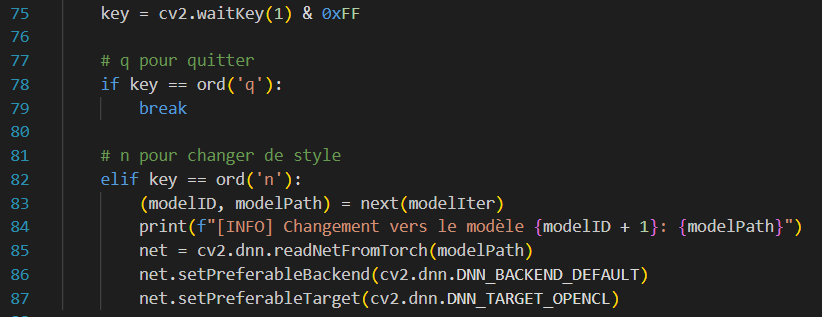 75 key = cv2.waitKey(1) & 0xFF
76
77 # q pour quitter
78 if key == ord('q'):
79 break
80
81 # n pour changer de style
82 elif key == ord('n'):
83 (modelID, modelPath) = next(modelIter)
84 print(f"[INFO] Changement vers le modèle {modelID + 1}: {modelPath}")
85 net = cv2.dnn.readNetFromTorch(modelPath)
86 net.setPreferableBackend(cv2.dnn.DNN_BACKEND_DEFAULT)
87 net.setPreferableTarget(cv2.dnn.DNN_TARGET_OPENCL)